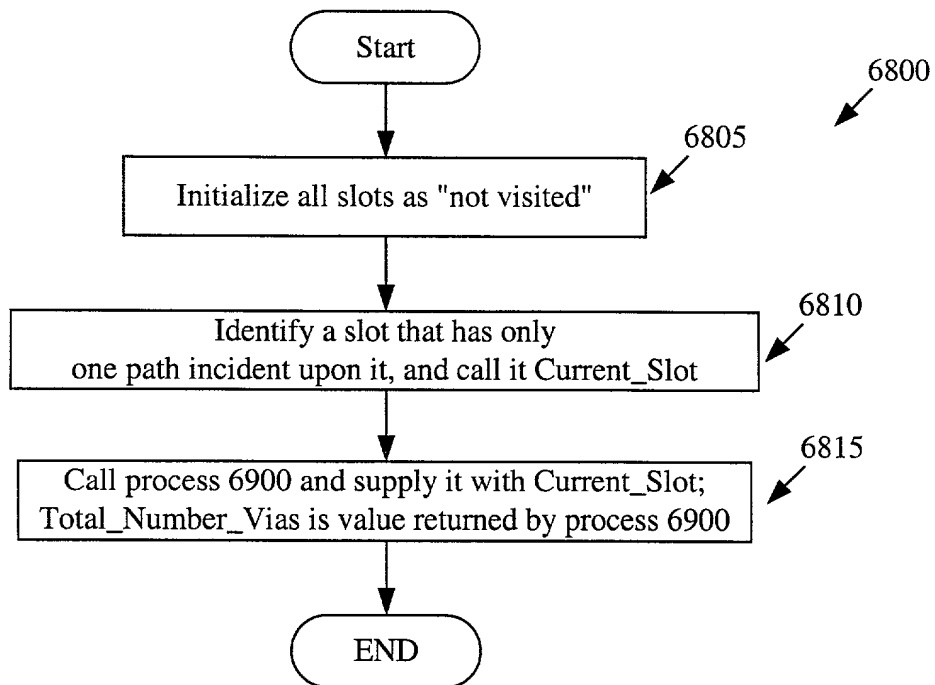 Start
6800
6805
Initialize all slots as "not visited"
6810
Identify a slot that has only
one path incident upon it, and call it Current_Slot
6815
Call process 6900 and supply it with Current_Slot;
Total_Number_Vias is value returned by process 6900
END